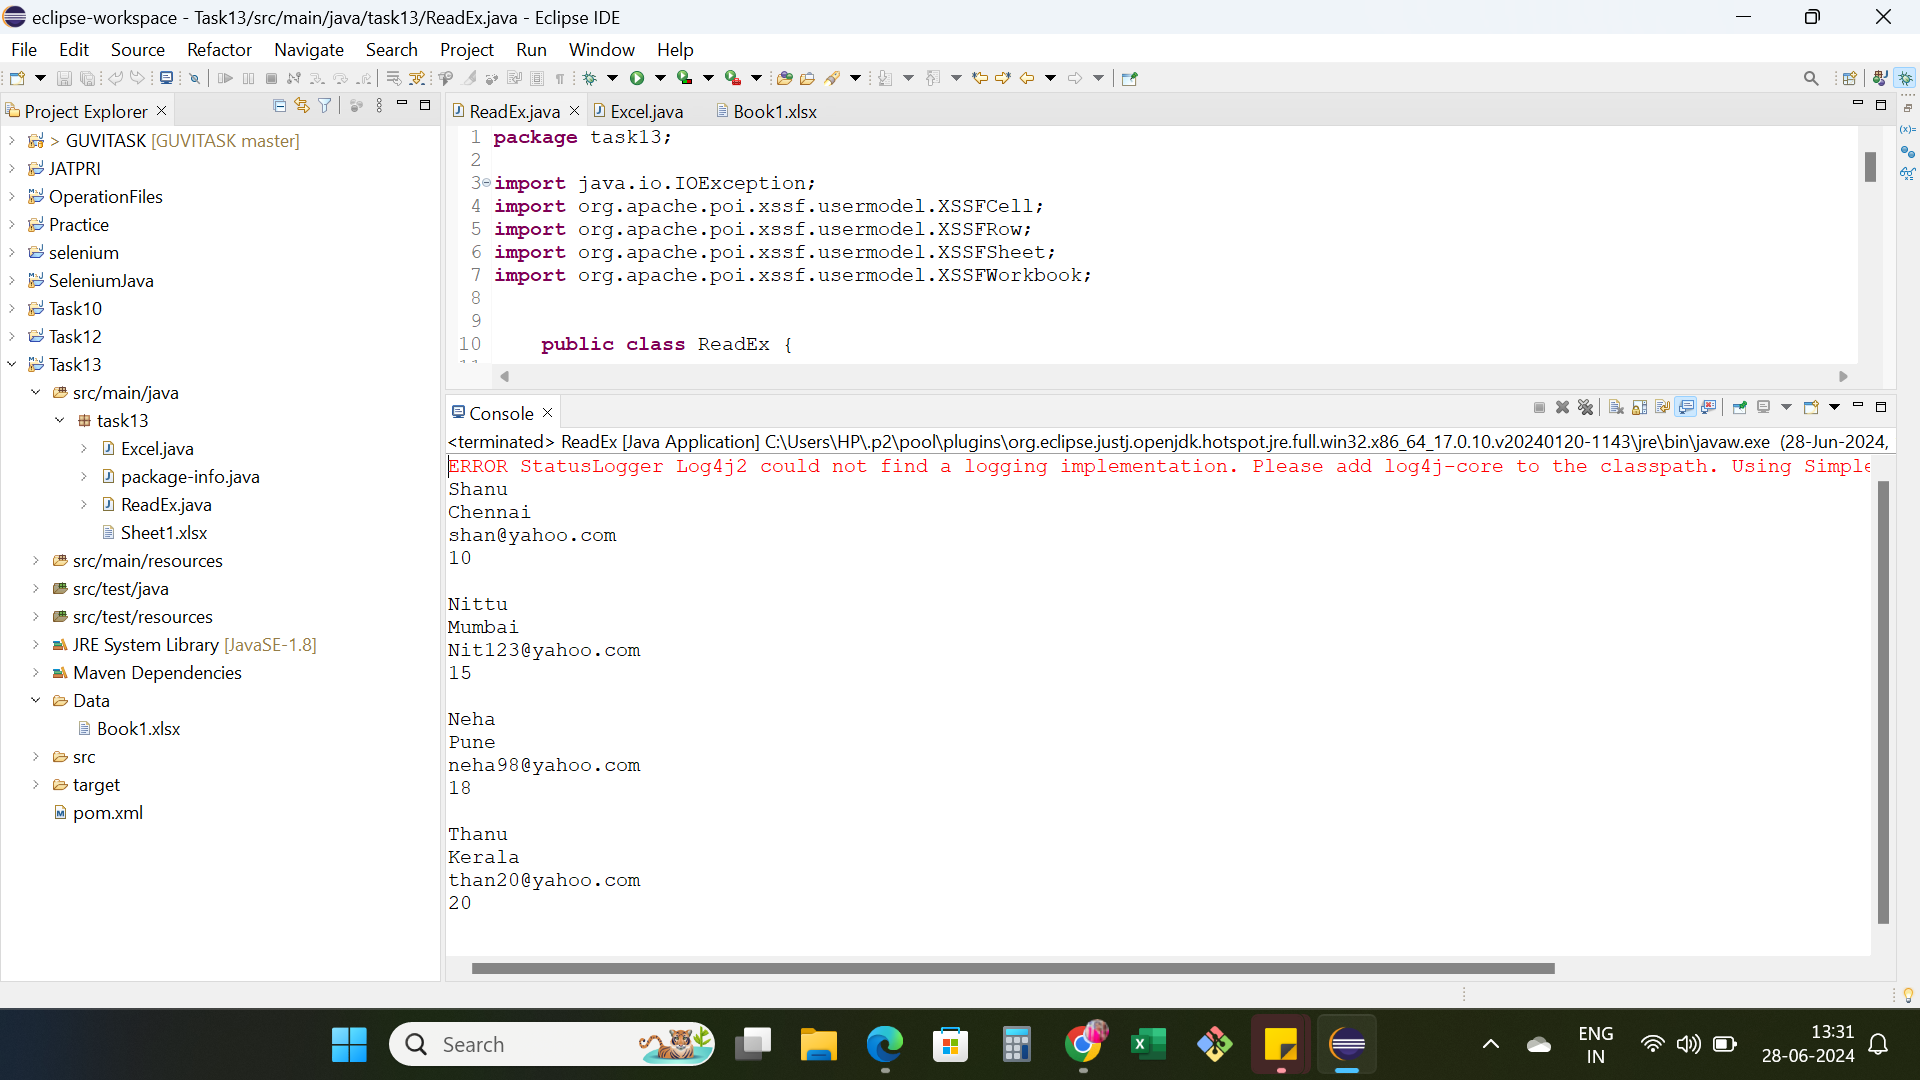 eclipse-workspace - Task13/src/main/java/task13/ReadEx.java - Eclipse IDE
File Edit Source Refactor Navigate Search Project Run Window Help
Project Explorer
> GUVITASK [GUVITASK master]
JATPRI
OperationFiles
Practice
selenium
SeleniumJava
Task10
Task12
Task13
src/main/java
task13
Excel.java
package-info.java
ReadEx.java
Sheet1.xlsx
src/main/resources
src/test/java
src/test/resources
JRE System Library [JavaSE-1.8]
Maven Dependencies
Data
Book1.xlsx
src
target
pom.xml
ReadEx.java Excel.java Book1.xlsx
1 package task13;
2
3 import java.io.IOException;
4 import org.apache.poi.xssf.usermodel.XSSFCell;
5 import org.apache.poi.xssf.usermodel.XSSFRow;
6 import org.apache.poi.xssf.usermodel.XSSFSheet;
7 import org.apache.poi.xssf.usermodel.XSSFWorkbook;
8
9
10 public class ReadEx {
Console
<terminated> ReadEx [Java Application] C:\Users\HP\.p2\pool\plugins\org.eclipse.justj.openjdk.hotspot.jre.full.win32.x86_64_17.0.10.v20240120-1143\jre\bin\javaw.exe (28-Jun-2024,
ERROR StatusLogger Log4j2 could not find a logging implementation. Please add log4j-core to the classpath. Using Simple
Shanu
Chennai
shan@yahoo.com
10
Nittu
Mumbai
Nit123@yahoo.com
15
Neha
Pune
neha98@yahoo.com
18
Thanu
Kerala
than20@yahoo.com
20
Search
ENG
IN
13:31
28-06-2024